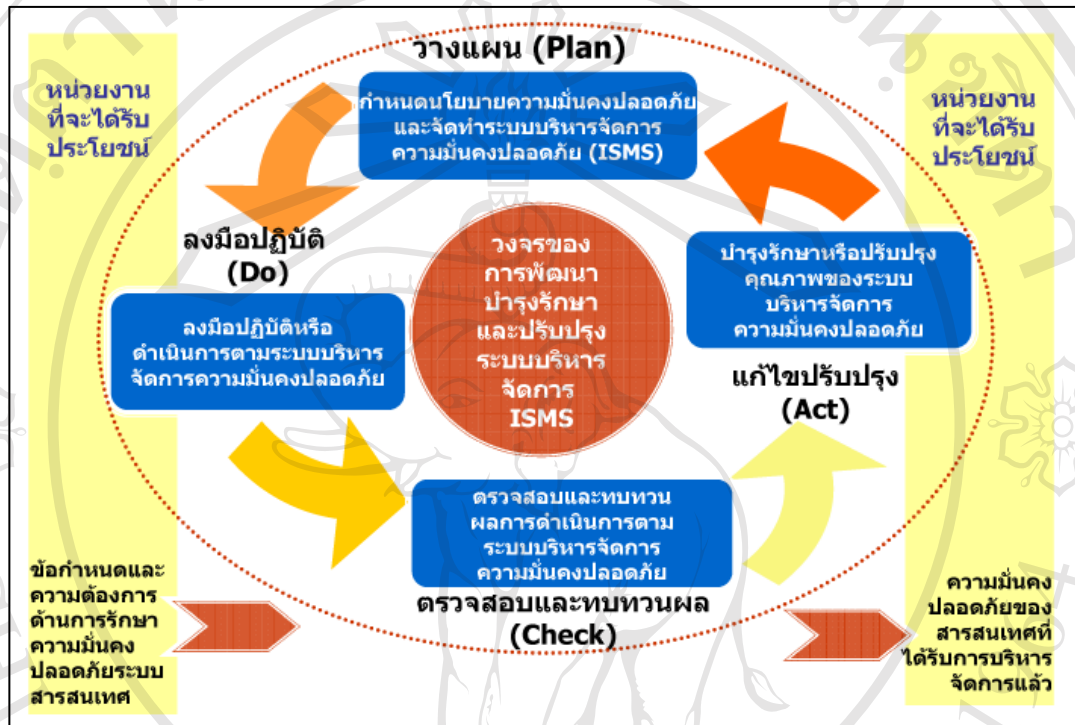 วางแผน (Plan)
หน่วยงาน
ที่จะได้รับ
ประโยชน์
กำหนดนโยบายความมั่นคงปลอดภัย
และจัดทำระบบบริหารจัดการ
ความมั่นคงปลอดภัย (ISMS)
หน่วยงาน
ที่จะได้รับ
ประโยชน์
ลงมือปฏิบัติ
(Do)
ลงมือปฏิบัติหรือ
ดำเนินการตามระบบบริหาร
จัดการความมั่นคงปลอดภัย
วงจรของ
การพัฒนา
บำรุงรักษา
และปรับปรุง
ระบบบริหาร
จัดการ
ISMS
บำรุงรักษาหรือปรับปรุง
คุณภาพของระบบ
บริหารจัดการ
ความมั่นคงปลอดภัย
แก้ไขปรับปรุง
(Act)
ตรวจสอบและทบทวน
ผลการดำเนินการตาม
ระบบบริหารจัดการ
ความมั่นคงปลอดภัย
ตรวจสอบและทบทวนผล
(Check)
ข้อกำหนดและ
ความต้องการ
ด้านการรักษา
ความมั่นคง
ปลอดภัยระบบ
สารสนเทศ
ความมั่นคง
ปลอดภัยของ
สารสนเทศที่
ได้รับการบริหาร
จัดการแล้ว